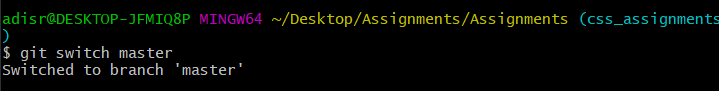 adisr@DESKTOP-JFMIQ8P MINGW64 ~/Desktop/Assignments/Assignments (css_assignments
)
$ git switch master
Switched to branch 'master'